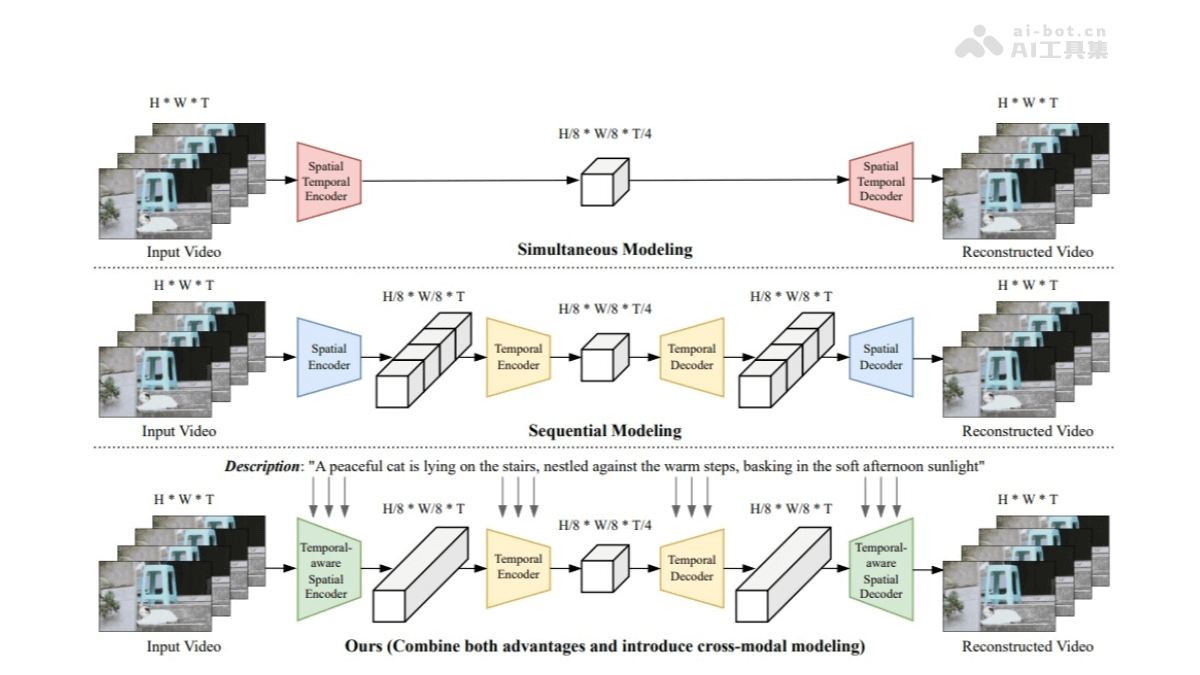 ai-bot.cn
AI工具集
H * W * T
H/8 * W/8 * T/4
H * W * T
Spatial
Temporal
Encoder
Spatial
Temporal
Decoder
Input Video
Simultaneous Modeling
Reconstructed Video
H * W * T
H/8 * W/8 * T
H/8 * W/8 * T/4
H/8 * W/8 * T
H * W * T
Spatial
Encoder
Temporal
Encoder
Temporal
Decoder
Spatial
Decoder
Input Video
Sequential Modeling
Reconstructed Video
Description: "A peaceful cat is lying on the stairs, nestled against the warm steps, basking in the soft afternoon sunlight"
H * W * T
H/8 * W/8 * T
H/8 * W/8 * T/4
H/8 * W/8 * T
H * W * T
Temporal-
aware
Spatial
Encoder
Temporal
Encoder
Temporal
Decoder
Temporal-
aware
Spatial
Decoder
Input Video
Ours (Combine both advantages and introduce cross-modal modeling)
Reconstructed Video